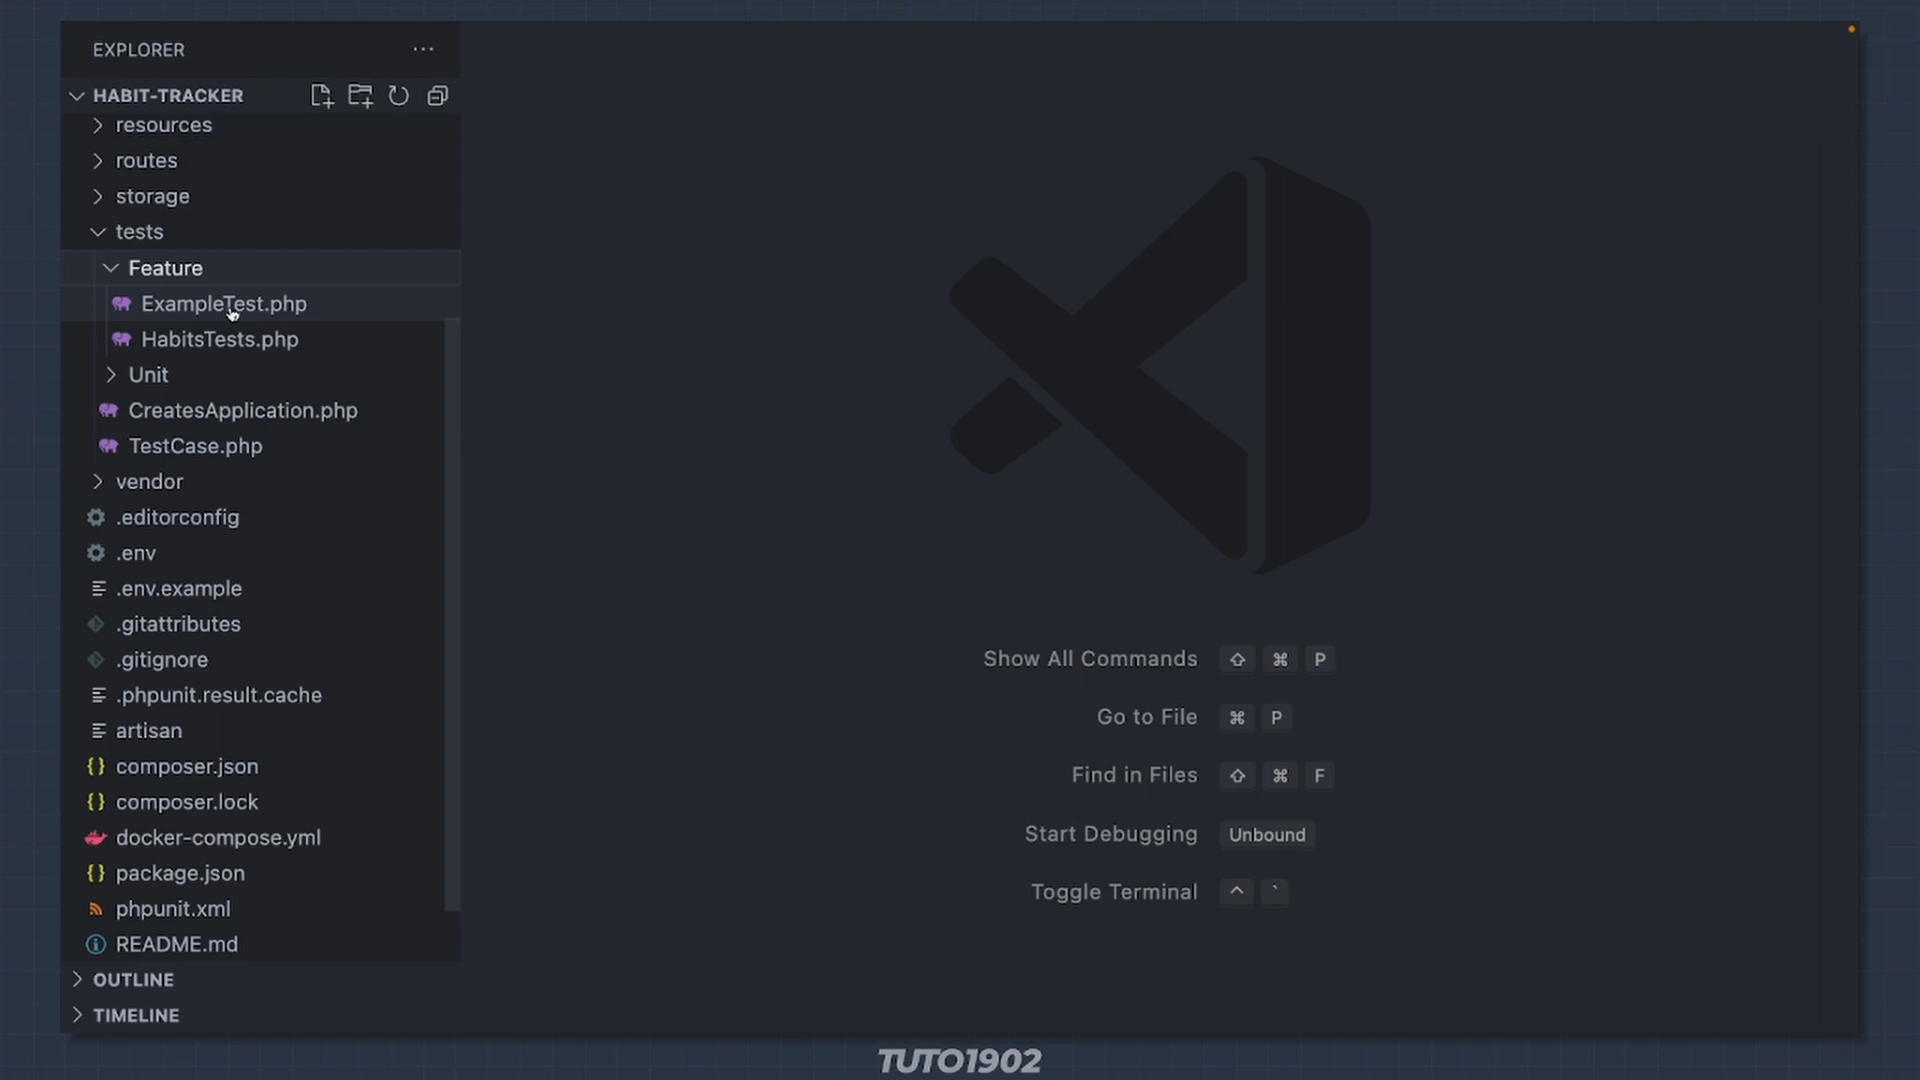 EXPLORER
HABIT-TRACKER
resources
routes
storage
tests
Feature
ExampleTest.php
HabitsTests.php
Unit
CreatesApplication.php
TestCase.php
vendor
.editorconfig
.env
.env.example
.gitattributes
.gitignore
.phpunit.result.cache
artisan
composer.json
composer.lock
docker-compose.yml
package.json
phpunit.xml
README.md
OUTLINE
TIMELINE
Show All Commands ⇧ ⌘ P
Go to File ⌘ P
Find in Files ⇧ ⌘ F
Start Debugging Unbound
Toggle Terminal ^ `
TUTO1902